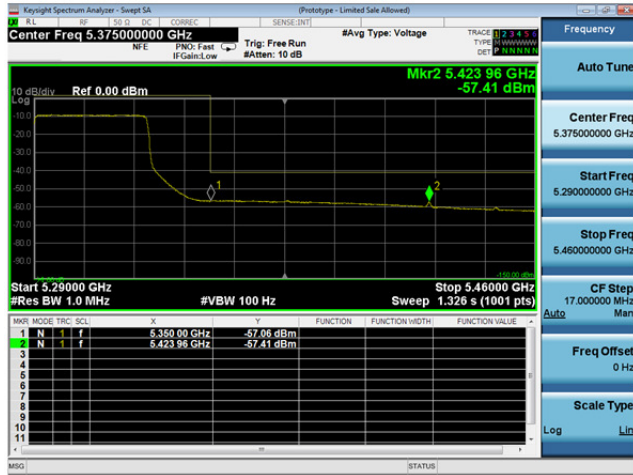 Keysight Spectrum Analyzer - Swept SA
(Prototype - Limited Sale Allowed)
RL RF 50 Ω DC CORREC SENSE:INT
Center Freq 5.375000000 GHz
NFE
PNO: Fast
IFGain:Low
Trig: Free Run
#Atten: 10 dB
#Avg Type: Voltage
TRACE 1 2 3 4 5 6
TYPE
DET P N N N N N
Frequency
Mkr2 5.423 96 GHz
-57.41 dBm
10 dB/div Ref 0.00 dBm
Log
-10.0
-20.0
-30.0
-40.0
-50.0
-60.0
-70.0
-80.0
-90.0
1
2
-150.00 dBm
Start 5.29000 GHz
Stop 5.46000 GHz
#Res BW 1.0 MHz
#VBW 100 Hz
Sweep 1.326 s (1001 pts)
MKR MODE TRC SCL X Y FUNCTION FUNCTION WIDTH FUNCTION VALUE
1 N 1 f 5.350 00 GHz -57.06 dBm
2 N 1 f 5.423 96 GHz -57.41 dBm
3
4
5
6
7
8
9
10
11
MSG
STATUS
Auto Tune
Center Freq
5.375000000 GHz
Start Freq
5.290000000 GHz
Stop Freq
5.460000000 GHz
CF Step
17.000000 MHz
Auto Man
Freq Offset
0 Hz
Scale Type
Log Lin